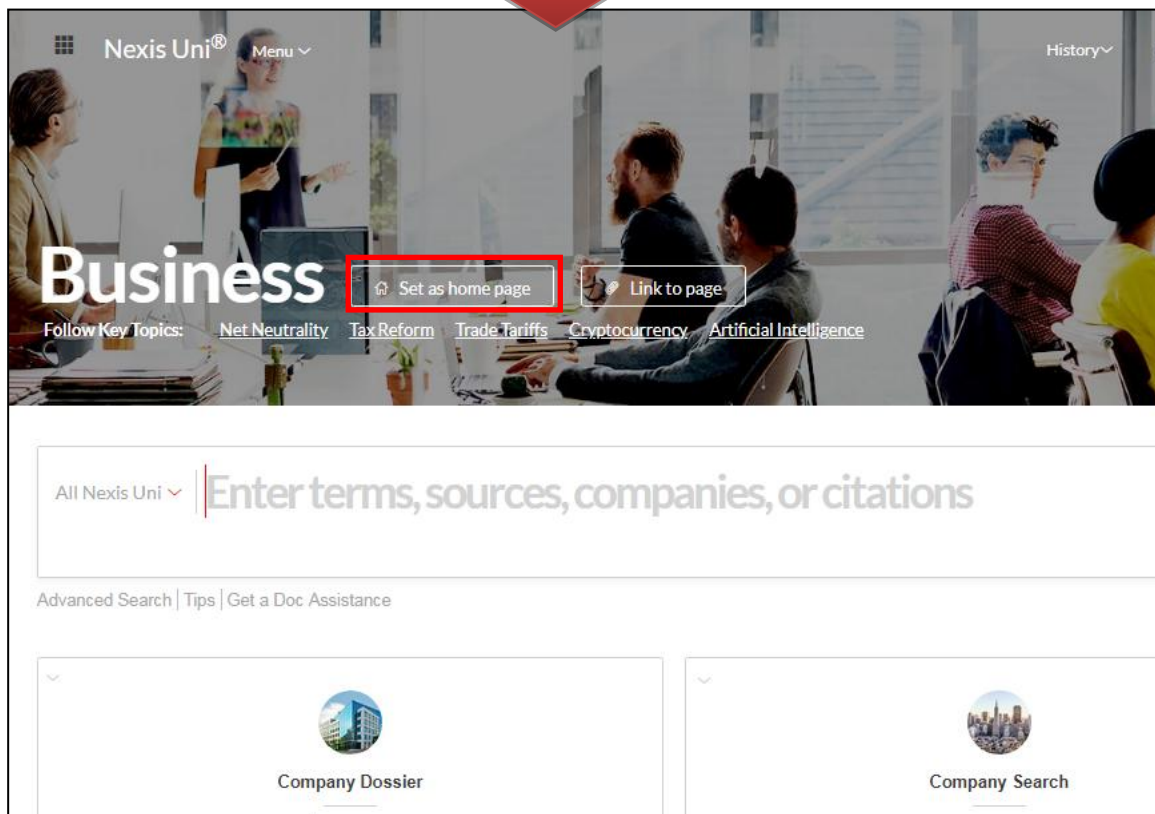 Nexis Uni® Menu History
Business Set as home page Link to page
Follow Key Topics: Net Neutrality Tax Reform Trade Tariffs Cryptocurrency Artificial Intelligence
All Nexis Uni Enter terms, sources, companies, or citations
Advanced Search | Tips | Get a Doc Assistance
Company Dossier Company Search